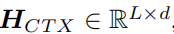 𝑯_{CTX} ∈ ℝ^{L×d},